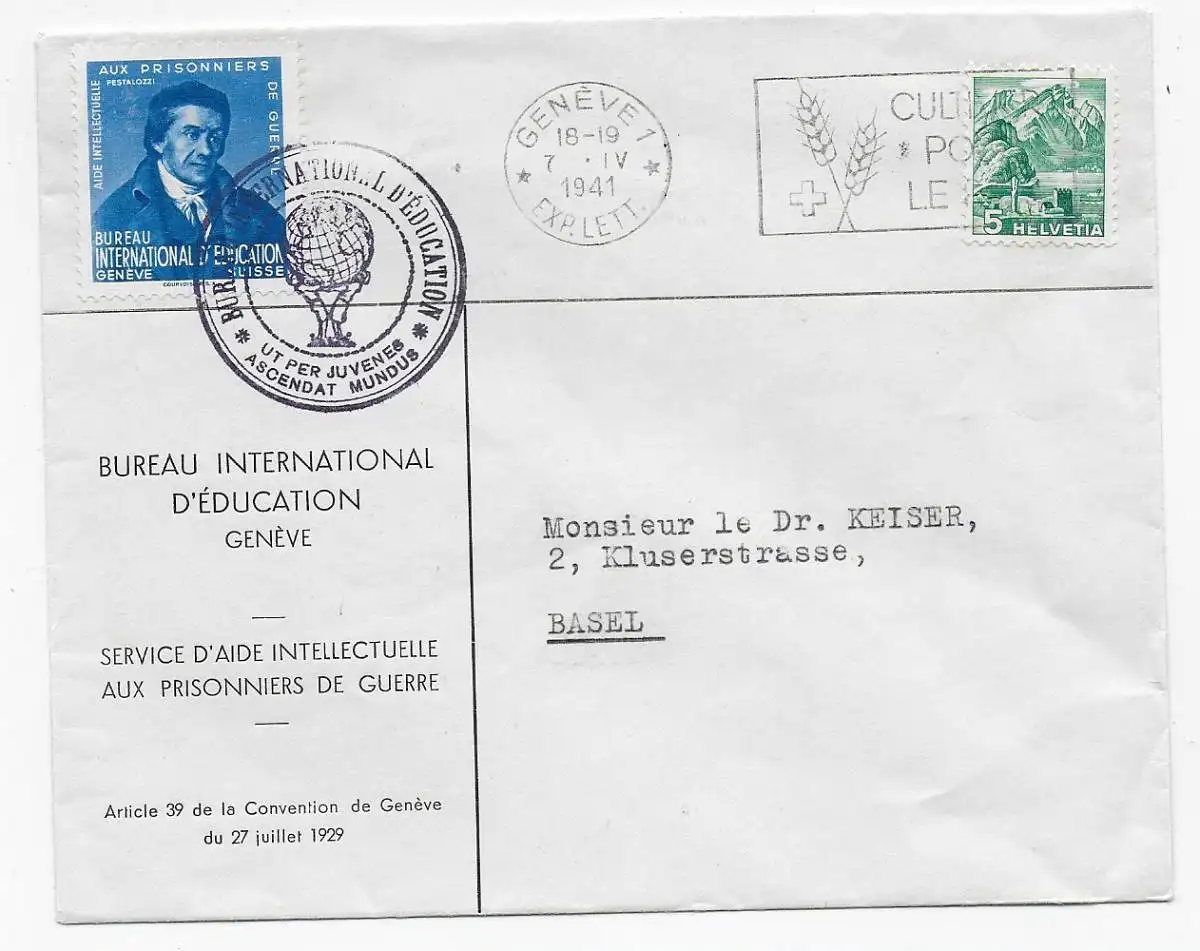 AUX PRISONNIERS
DE GUERRE
AIDE INTELLECTUELLE
PESTALOZZI
BUREAU
INTERNATIONAL D'ÉDUCATION
GENÈVE SUISSE
BUREAU INTERNATIONAL D'ÉDUCATION
UT PER JUVENES
ASCENDAT MUNDUS
GENÈVE 1
18-19
7 · IV
1941
EXP. LETT.
CULT
PO
LE
5 HELVETIA
BUREAU INTERNATIONAL
D'ÉDUCATION
GENÈVE
SERVICE D'AIDE INTELLECTUELLE
AUX PRISONNIERS DE GUERRE
Article 39 de la Convention de Genève
du 27 juillet 1929
Monsieur le Dr. KEISER,
2, Kluserstrasse,
BASEL